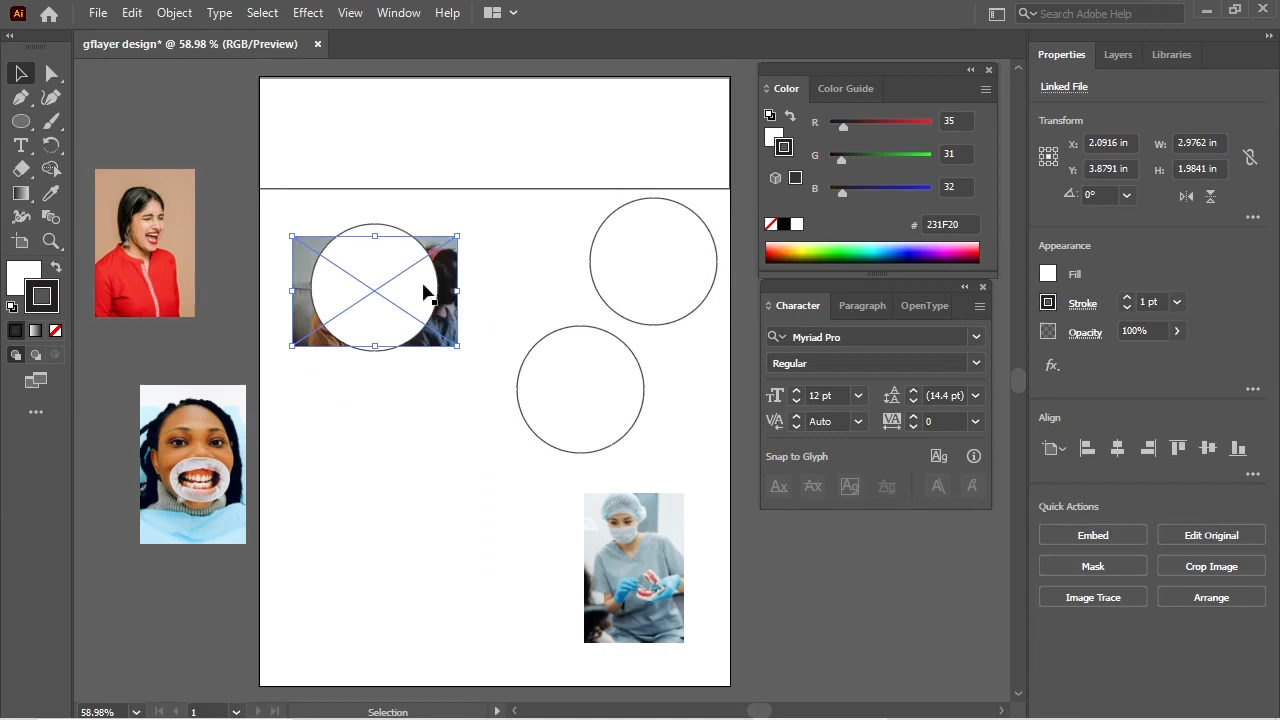 Ai File Edit Object Type Select Effect View Window Help Search Adobe Help
gflayer design* @ 58.98 % (RGB/Preview) ×
Properties Layers Libraries
Linked File
Transform
X: 2.0916 in W: 2.9762 in
Y: 3.8791 in H: 1.9841 in
0°
Appearance
Fill
Stroke 1 pt
Opacity 100%
fx.
Align
Quick Actions
Embed Edit Original
Mask Crop Image
Image Trace Arrange
Color Color Guide
R 35
G 31
B 32
# 231F20
Character Paragraph OpenType
Myriad Pro
Regular
12 pt (14.4 pt)
Auto 0
Snap to Glyph
58.98% 1 Selection